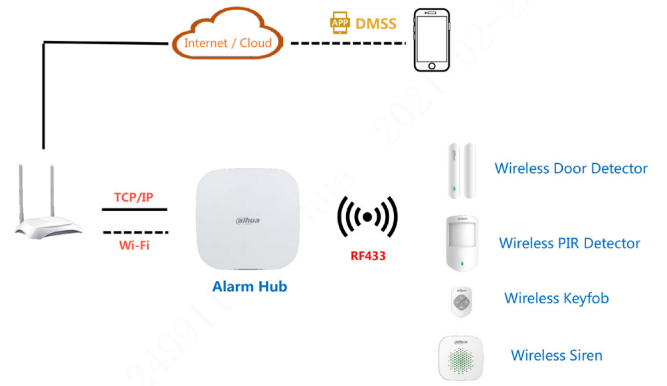 APP DMSS
Internet / Cloud
Wireless Door Detector
TCP/IP
alhua
Wi-Fi
RF433
Wireless PIR Detector
Alarm Hub
Wireless Keyfob
Wireless Siren